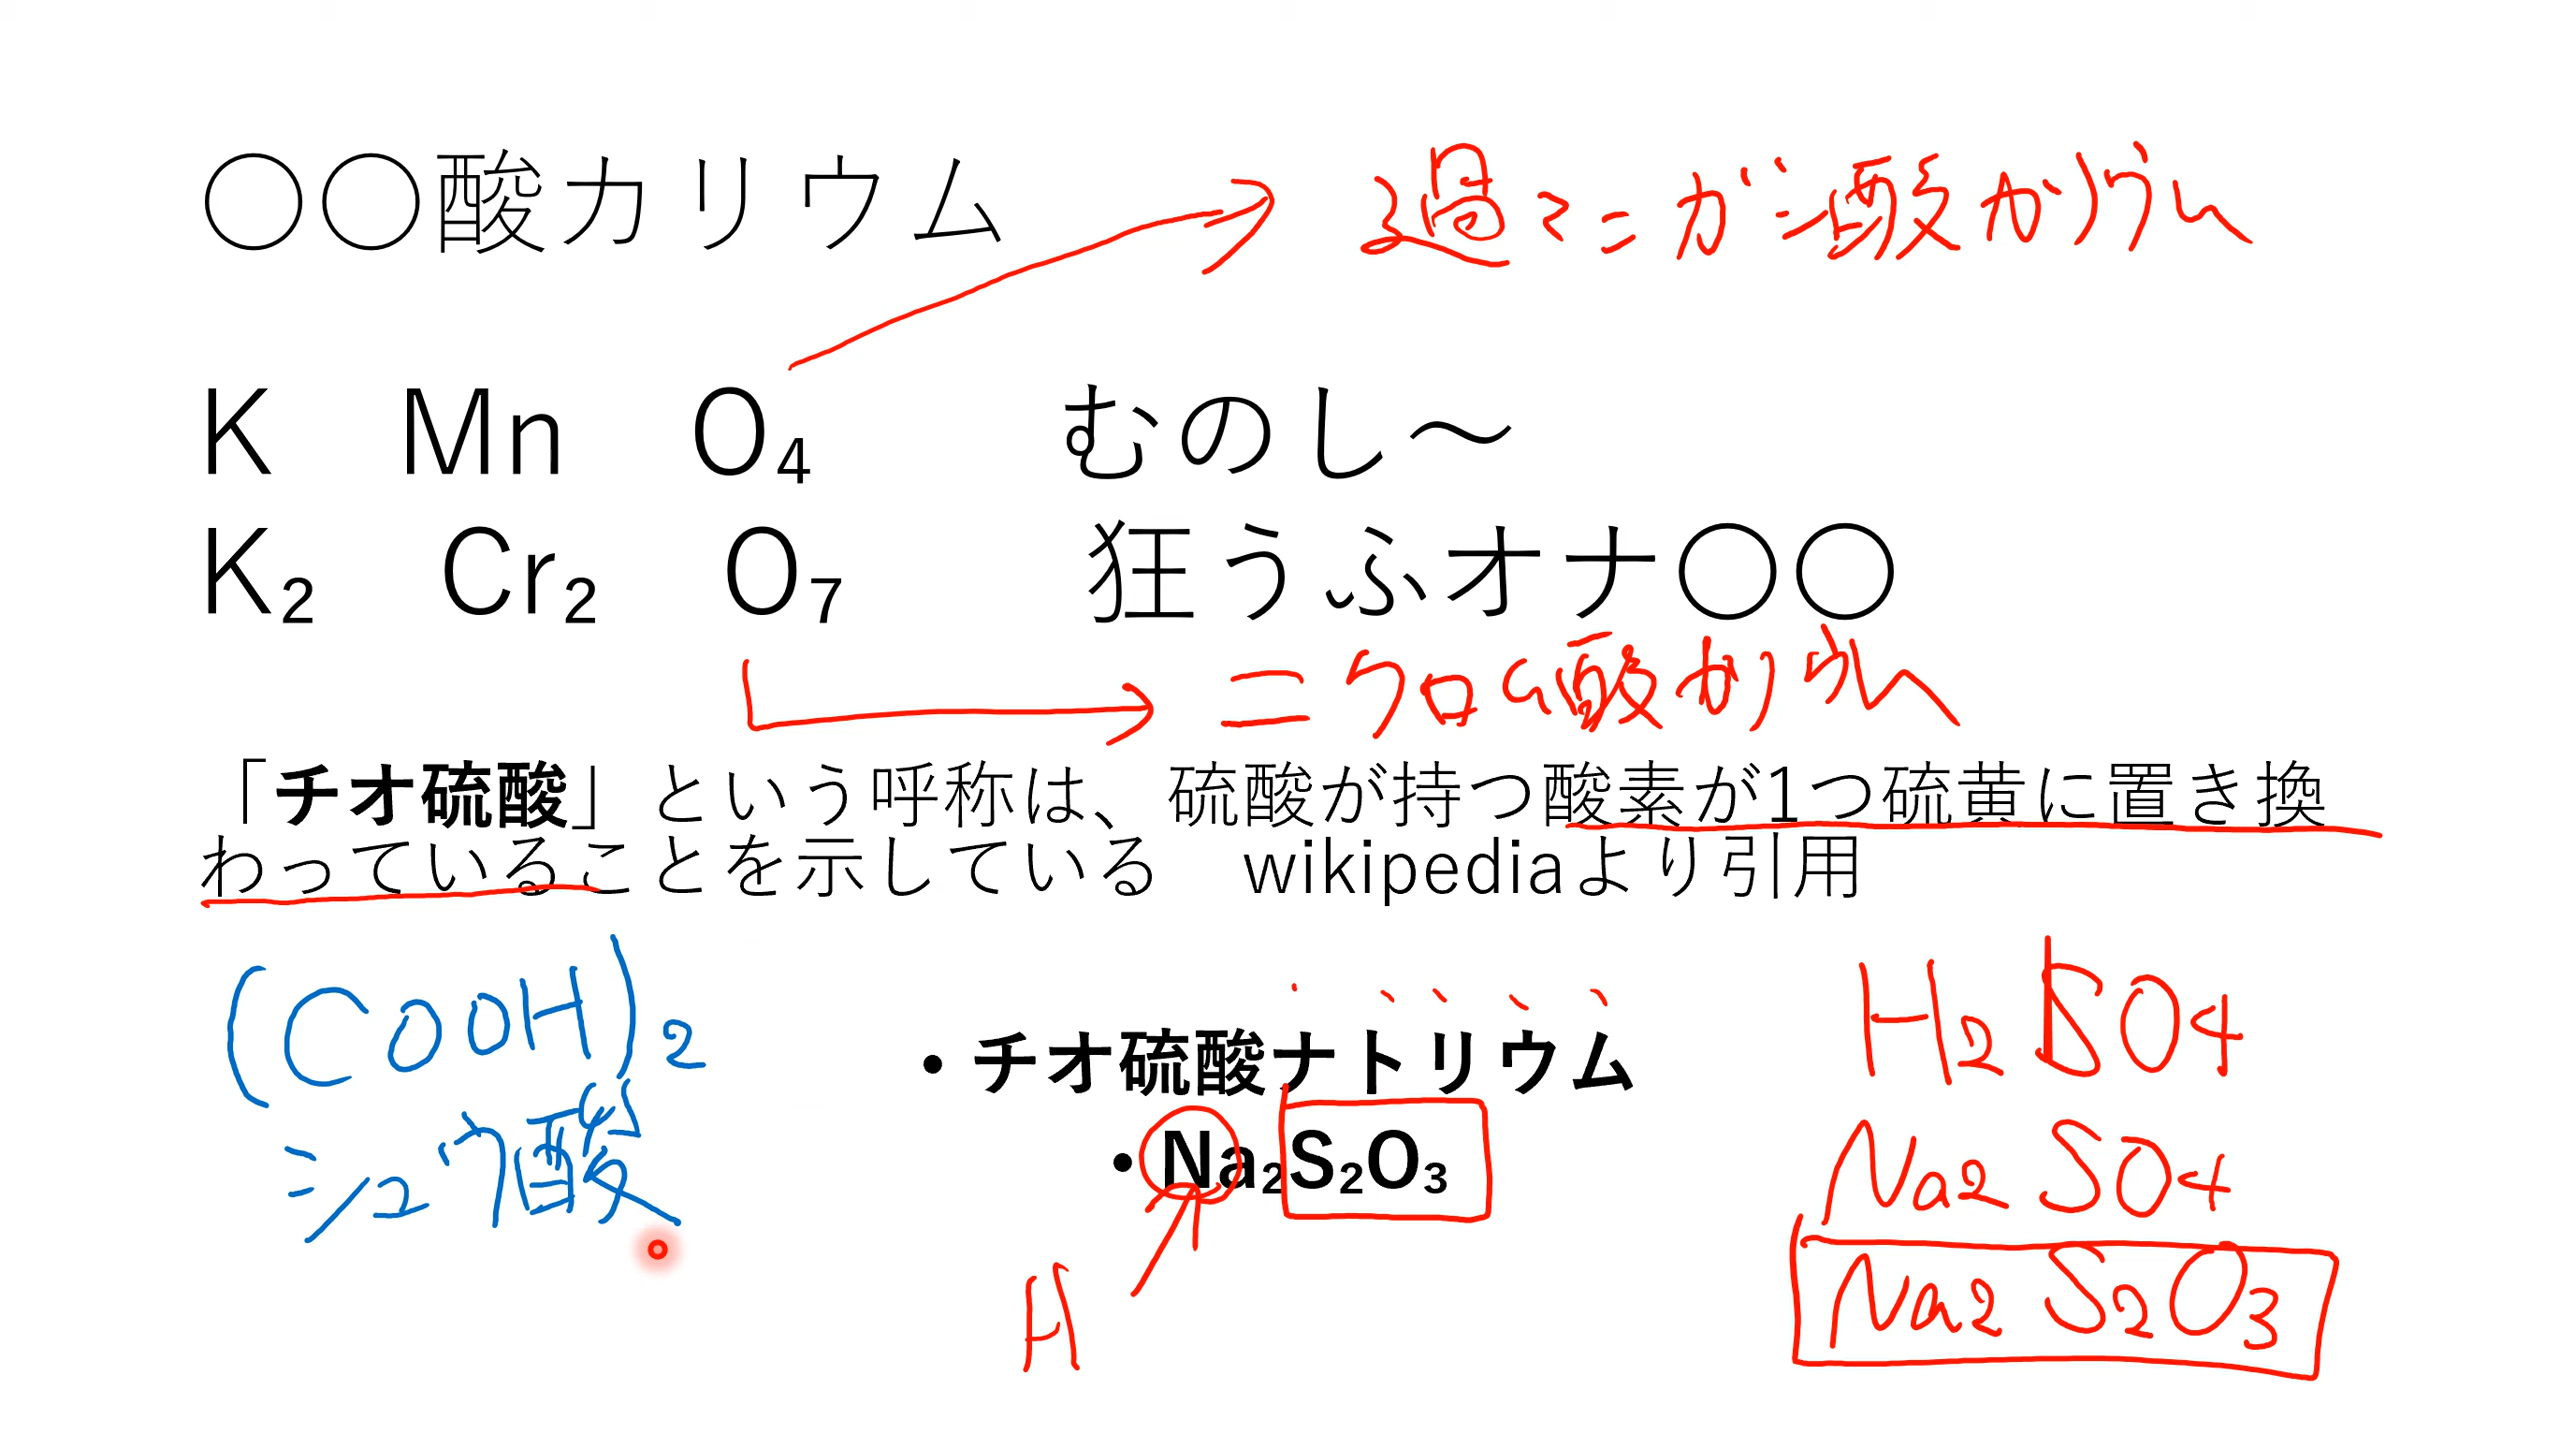 〇〇酸カリウム
過マンガン酸カリウム
K Mn O₄ むのし～
K₂ Cr₂ O₇ 狂うふオナ〇〇
ニクロム酸カリウム
「チオ硫酸」という呼称は、硫酸が持つ酸素が1つ硫黄に置き換
わっていることを示している wikipediaより引用
(COOH)₂
シュウ酸
・チオ硫酸ナトリウム
・Na₂S₂O₃
H
H₂SO₄
Na₂SO₄
Na₂S₂O₃